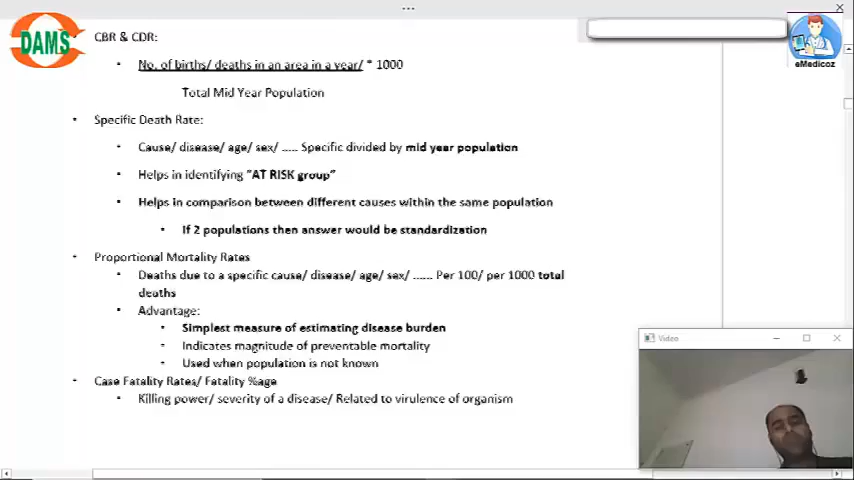 DAMS
eMedicoz
CBR & CDR:
No. of births/ deaths in an area in a year/ * 1000
Total Mid Year Population
Specific Death Rate:
Cause/ disease/ age/ sex/ ..... Specific divided by mid year population
Helps in identifying "AT RISK group"
Helps in comparison between different causes within the same population
If 2 populations then answer would be standardization
Proportional Mortality Rates
Deaths due to a specific cause/ disease/ age/ sex/ ...... Per 100/ per 1000 total
deaths
Advantage:
Simplest measure of estimating disease burden
Indicates magnitude of preventable mortality
Used when population is not known
Case Fatality Rates/ Fatality %age
Killing power/ severity of a disease/ Related to virulence of organism
Video